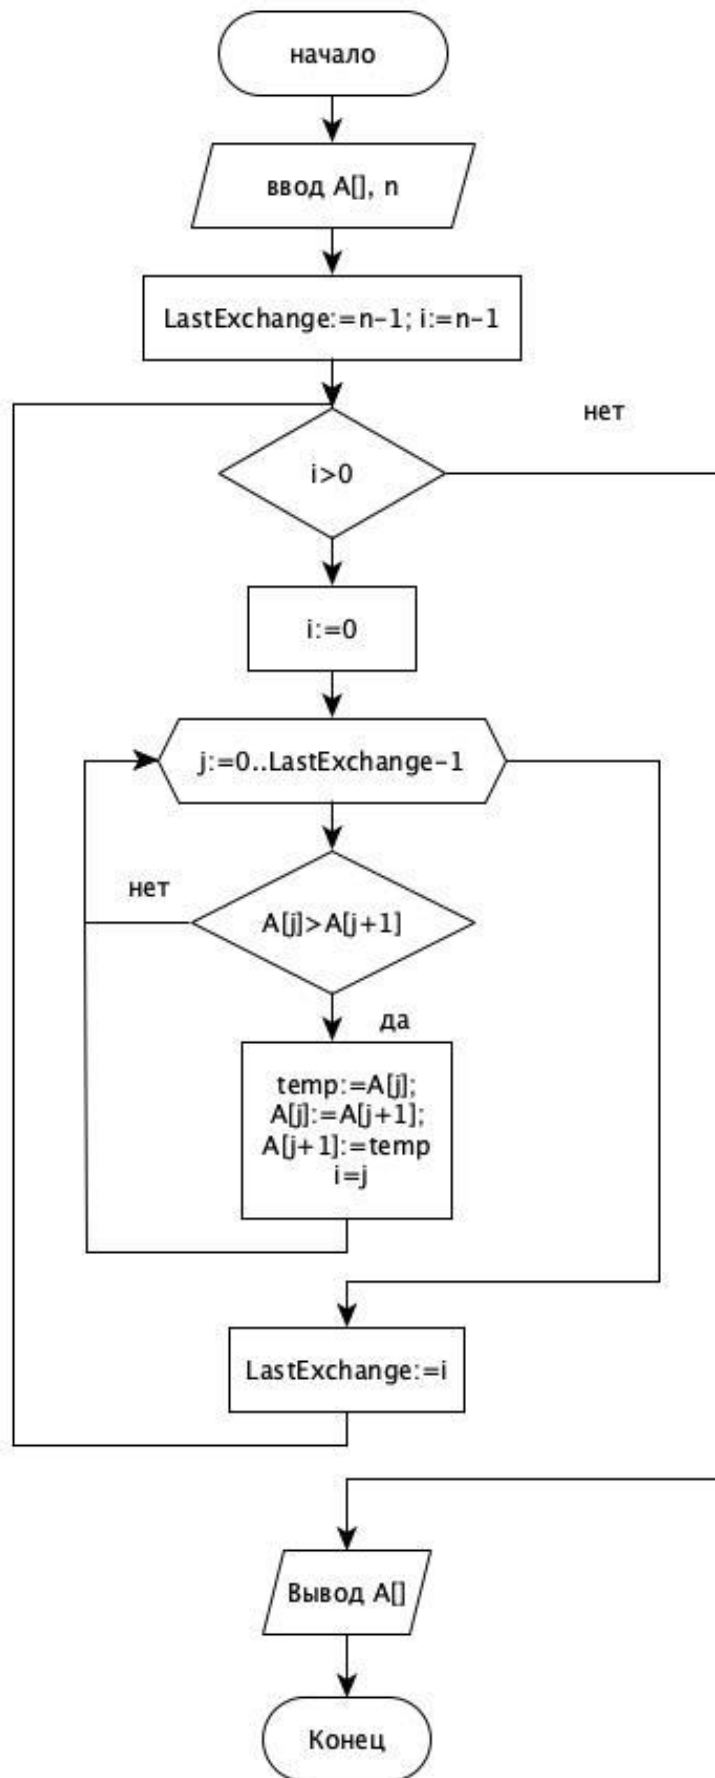 начало
ввод A[], n
LastExchange:=n-1; i:=n-1
нет
i>0
i:=0
j:=0..LastExchange-1
нет
A[j]>A[j+1]
да
temp:=A[j];
A[j]:=A[j+1];
A[j+1]:=temp
i=j
LastExchange:=i
Вывод A[]
Конец